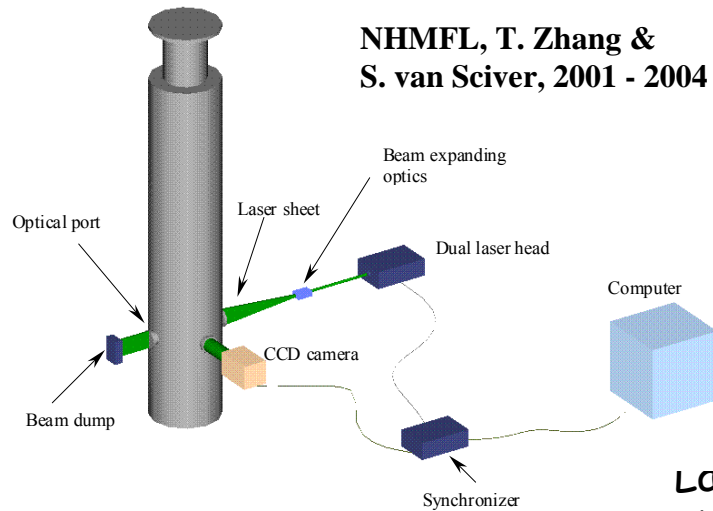 NHMFL, T. Zhang &
S. van Sciver, 2001 - 2004
Beam expanding
optics
Laser sheet
Optical port
Dual laser head
Computer
CCD camera
Beam dump
Synchronizer